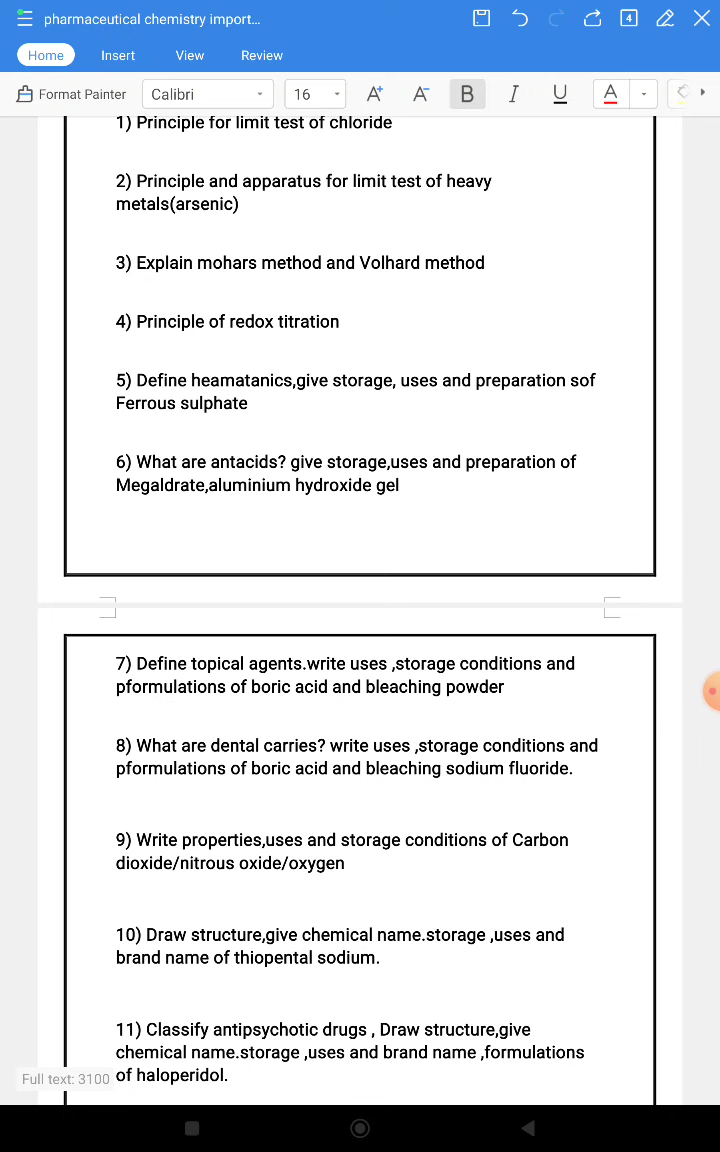 pharmaceutical chemistry import...
4
Home Insert View Review
Format Painter Calibri 16 A+ A- B I U A
1) Principle for limit test of chloride
2) Principle and apparatus for limit test of heavy
metals(arsenic)
3) Explain mohars method and Volhard method
4) Principle of redox titration
5) Define heamatanics,give storage, uses and preparation sof
Ferrous sulphate
6) What are antacids? give storage,uses and preparation of
Megaldrate,aluminium hydroxide gel
7) Define topical agents.write uses ,storage conditions and
pformulations of boric acid and bleaching powder
8) What are dental carries? write uses ,storage conditions and
pformulations of boric acid and bleaching sodium fluoride.
9) Write properties,uses and storage conditions of Carbon
dioxide/nitrous oxide/oxygen
10) Draw structure,give chemical name.storage ,uses and
brand name of thiopental sodium.
11) Classify antipsychotic drugs , Draw structure,give
chemical name.storage ,uses and brand name ,formulations
of haloperidol.
Full text: 3100